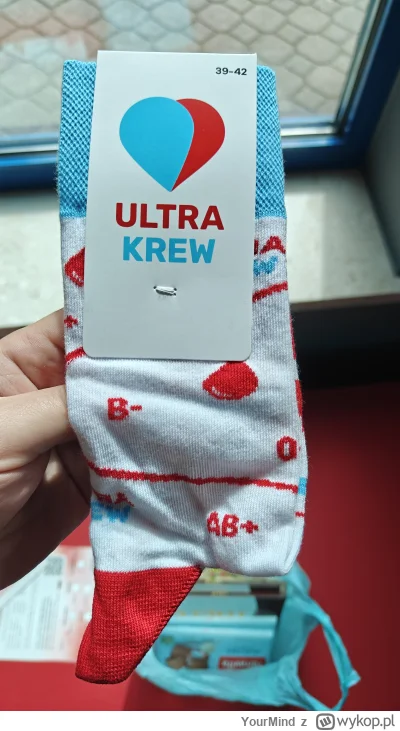 39-42
ULTRA
KREW
B-
0
AB+
YourMind z wykop.pl